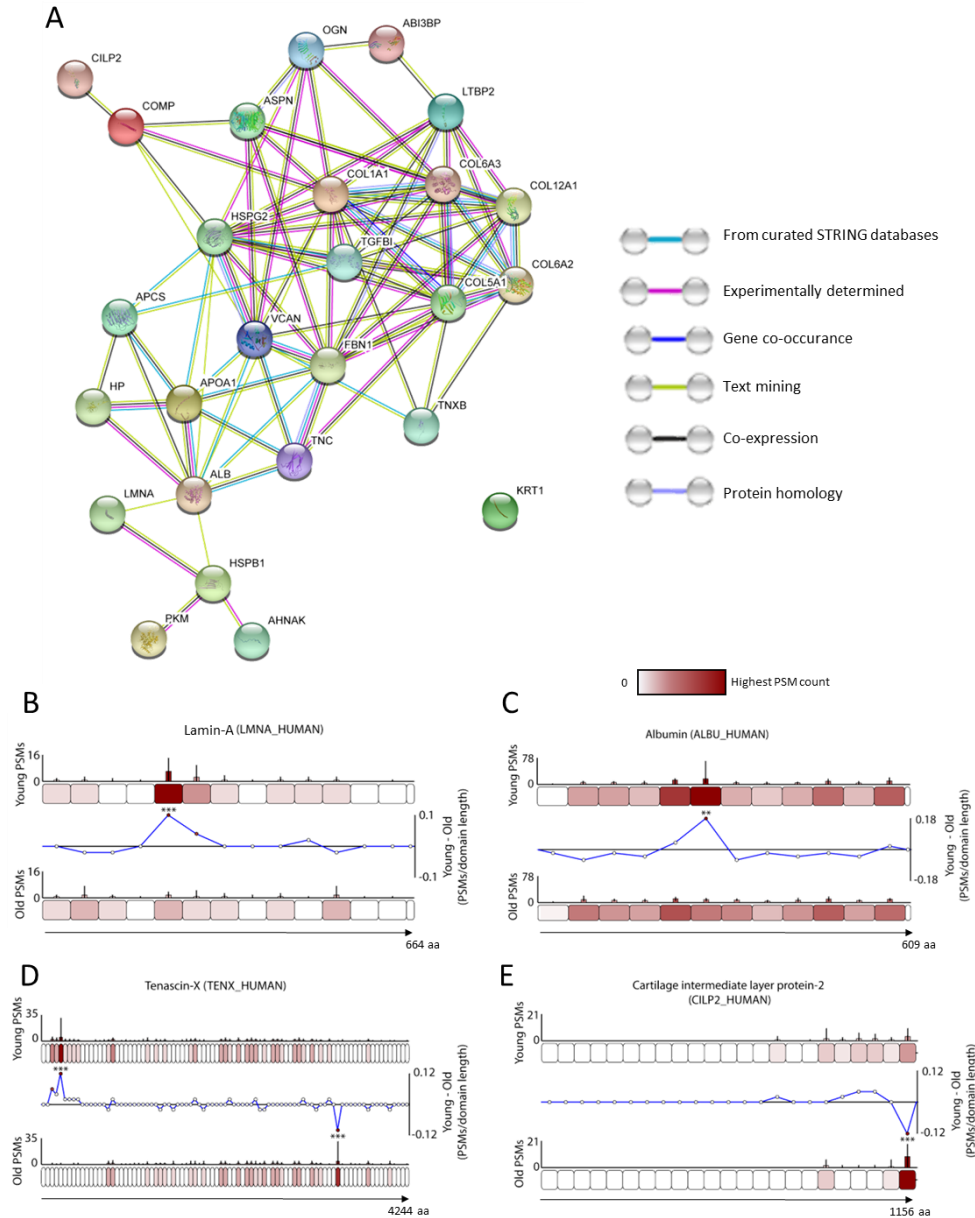 A
OGN
ABI3BP
CILP2
LTBP2
COMP
ASPN
COL1A1
COL6A3
COL12A1
HSPG2
TGFBI
COL6A2
COL5A1
APCS
VCAN
FBN1
HP
APOA1
TNXB
TNC
ALB
LMNA
KRT1
HSPB1
PKM
AHNAK
From curated STRING databases
Experimentally determined
Gene co-occurance
Text mining
Co-expression
Protein homology
0
Highest PSM count
B
Lamin-A (LMNA_HUMAN)
16
0
Young PSMs
***
0.1
-0.1
Young - Old
(PSMs/domain length)
16
0
Old PSMs
664 aa
C
Albumin (ALBU_HUMAN)
78
0
Young PSMs
**
0.18
-0.18
Young - Old
(PSMs/domain length)
78
0
Old PSMs
609 aa
D
Tenascin-X (TENX_HUMAN)
35
0
Young PSMs
***
0.12
-0.12
Young - Old
(PSMs/domain length)
***
35
0
Old PSMs
4244 aa
E
Cartilage intermediate layer protein-2
(CILP2_HUMAN)
21
0
Young PSMs
0.12
-0.12
Young - Old
(PSMs/domain length)
***
21
0
Old PSMs
1156 aa